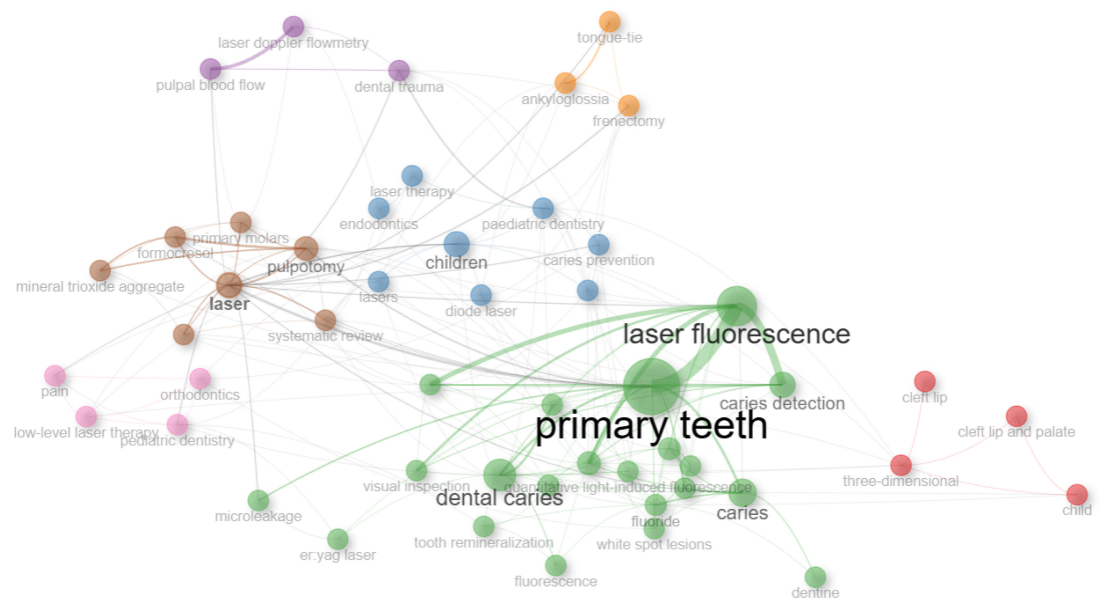 tongue-tie
laser doppler flowmetry
pulpal blood flow
dental trauma
ankyloglossia
frenectomy
laser therapy
endodontics
paediatric dentistry
primary molars
formocresol
pulpotomy
children
caries prevention
mineral trioxide aggregate
laser
lasers
diode laser
systematic review
laser fluorescence
pain
orthodontics
caries detection
cleft lip
low-level laser therapy
pediatric dentistry
primary teeth
cleft lip and palate
visual inspection
quantitative light-induced fluorescence
three-dimensional
dental caries
microleakage
fluoride
caries
child
er:yag laser
tooth remineralization
white spot lesions
fluorescence
dentine